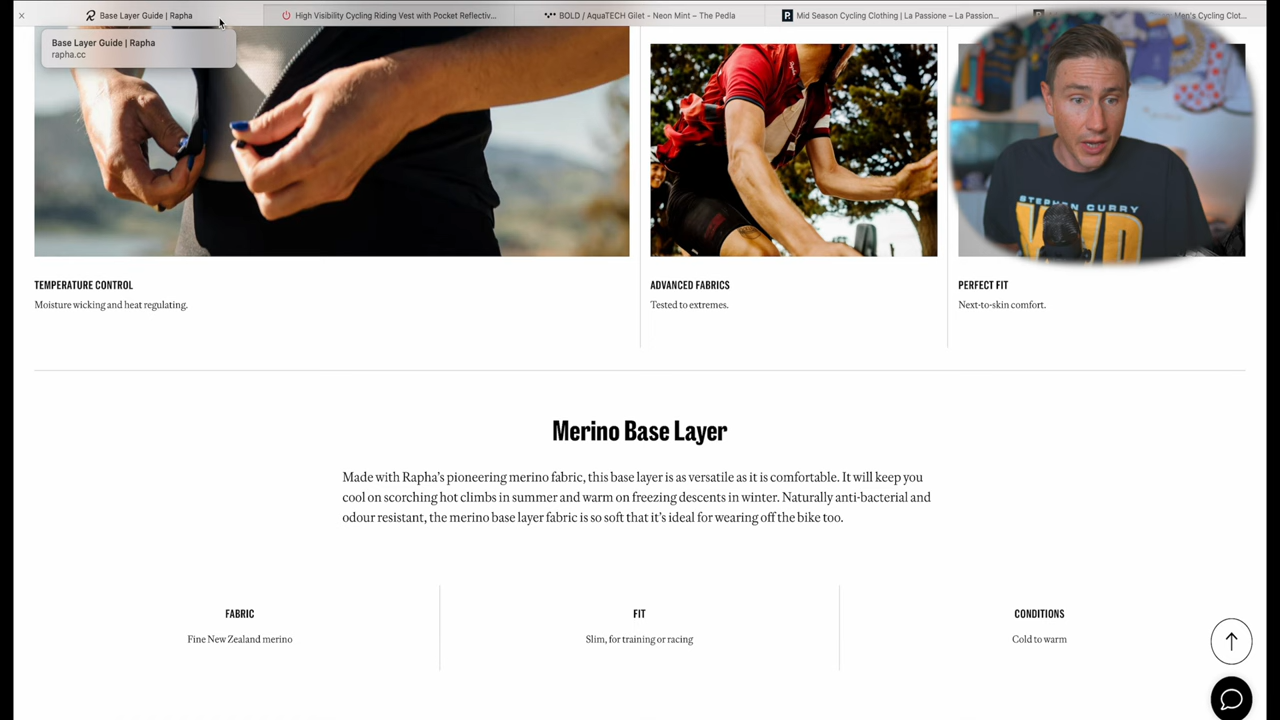 Base Layer Guide | Rapha
High Visibility Cycling Riding Vest with Pocket Reflectiv...
BOLD / AquaTECH Gilet - Neon Mint – The Pedla
Mid Season Cycling Clothing | La Passione – La Passion...
Men's Cycling Clot...
Base Layer Guide | Rapha
rapha.cc
STEPHEN CURRY
TEMPERATURE CONTROL
Moisture wicking and heat regulating.
ADVANCED FABRICS
Tested to extremes.
PERFECT FIT
Next-to-skin comfort.
Merino Base Layer
Made with Rapha's pioneering merino fabric, this base layer is as versatile as it is comfortable. It will keep you
cool on scorching hot climbs in summer and warm on freezing descents in winter. Naturally anti-bacterial and
odour resistant, the merino base layer fabric is so soft that it's ideal for wearing off the bike too.
FABRIC
Fine New Zealand merino
FIT
Slim, for training or racing
CONDITIONS
Cold to warm